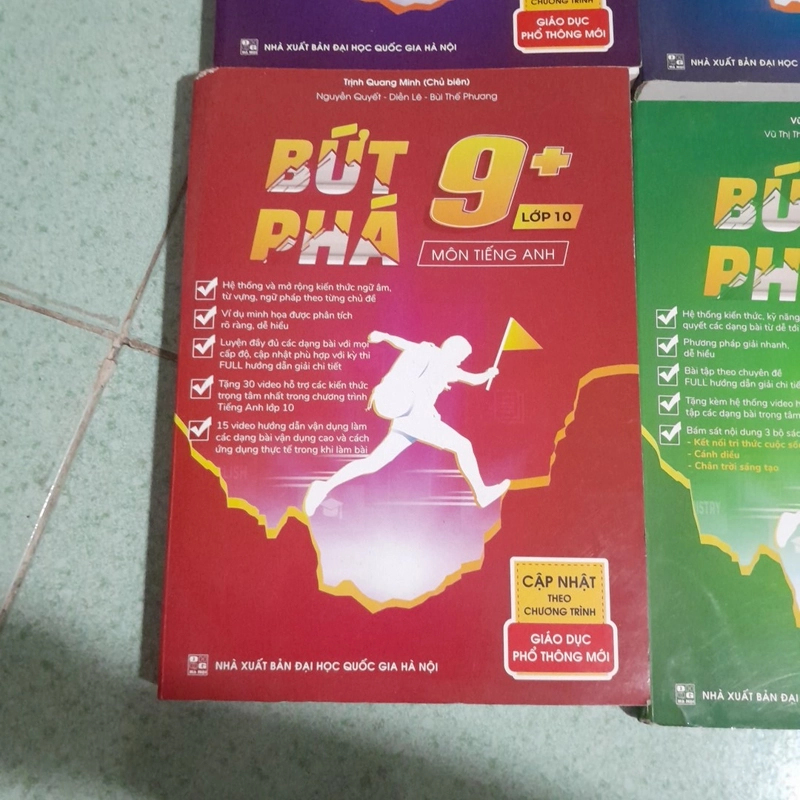 CHƯƠNG TRÌNH
GIÁO DỤC
PHỔ THÔNG MỚI
NHÀ XUẤT BẢN ĐẠI HỌC QUỐC GIA HÀ NỘI
NHÀ XUẤT BẢN ĐẠI HỌC
Trịnh Quang Minh (Chủ biên)
Nguyễn Quyết - Diễn Lê - Bùi Thế Phương
BỨT
PHÁ
9+
LỚP 10
MÔN TIẾNG ANH
Hệ thống và mở rộng kiến thức ngữ âm,
từ vựng, ngữ pháp theo từng chủ đề
Ví dụ minh họa được phân tích
rõ ràng, dễ hiểu
Luyện đầy đủ các dạng bài với mọi
cấp độ, cập nhật phù hợp với kỳ thi
FULL hướng dẫn giải chi tiết
Tặng 30 video hỗ trợ các kiến thức
trọng tâm nhất trong chương trình
Tiếng Anh lớp 10
15 video hướng dẫn vận dụng làm
các dạng bài vận dụng cao và cách
ứng dụng thực tế trong khi làm bài
CẬP NHẬT
THEO
CHƯƠNG TRÌNH
GIÁO DỤC
PHỔ THÔNG MỚI
NHÀ XUẤT BẢN ĐẠI HỌC QUỐC GIA HÀ NỘI
Vũ Thị
BỨ
PH
Hệ thống kiến thức, kỹ năng
quyết các dạng bài từ dễ tới
Phương pháp giải nhanh,
dễ hiểu
Bài tập theo chuyên đề
FULL hướng dẫn giải chi tiết
Tặng kèm hệ thống video
tập các dạng bài trọng tâm
Bám sát nội dung 3 bộ sách
- Kết nối tri thức cuộc
- Cánh diều
- Chân trời sáng tạo
NHÀ XUẤT BẢN ĐẠI